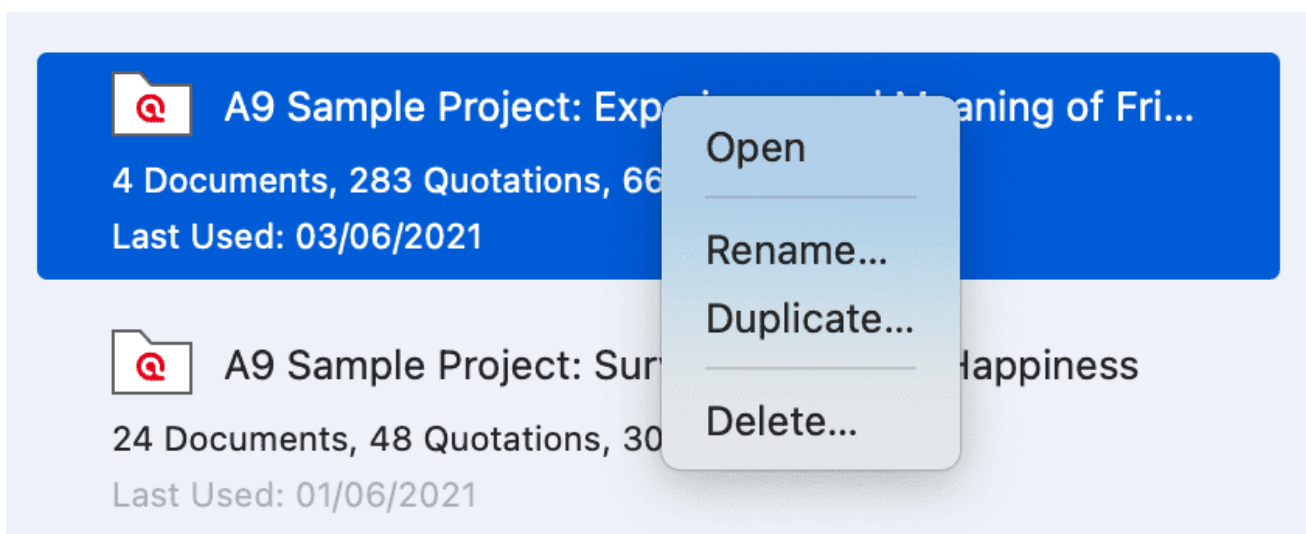 A9 Sample Project: Exp aning of Fri...
4 Documents, 283 Quotations, 66
Last Used: 03/06/2021
Open
Rename...
Duplicate...
Delete...
A9 Sample Project: Sur Happiness
24 Documents, 48 Quotations, 30
Last Used: 01/06/2021